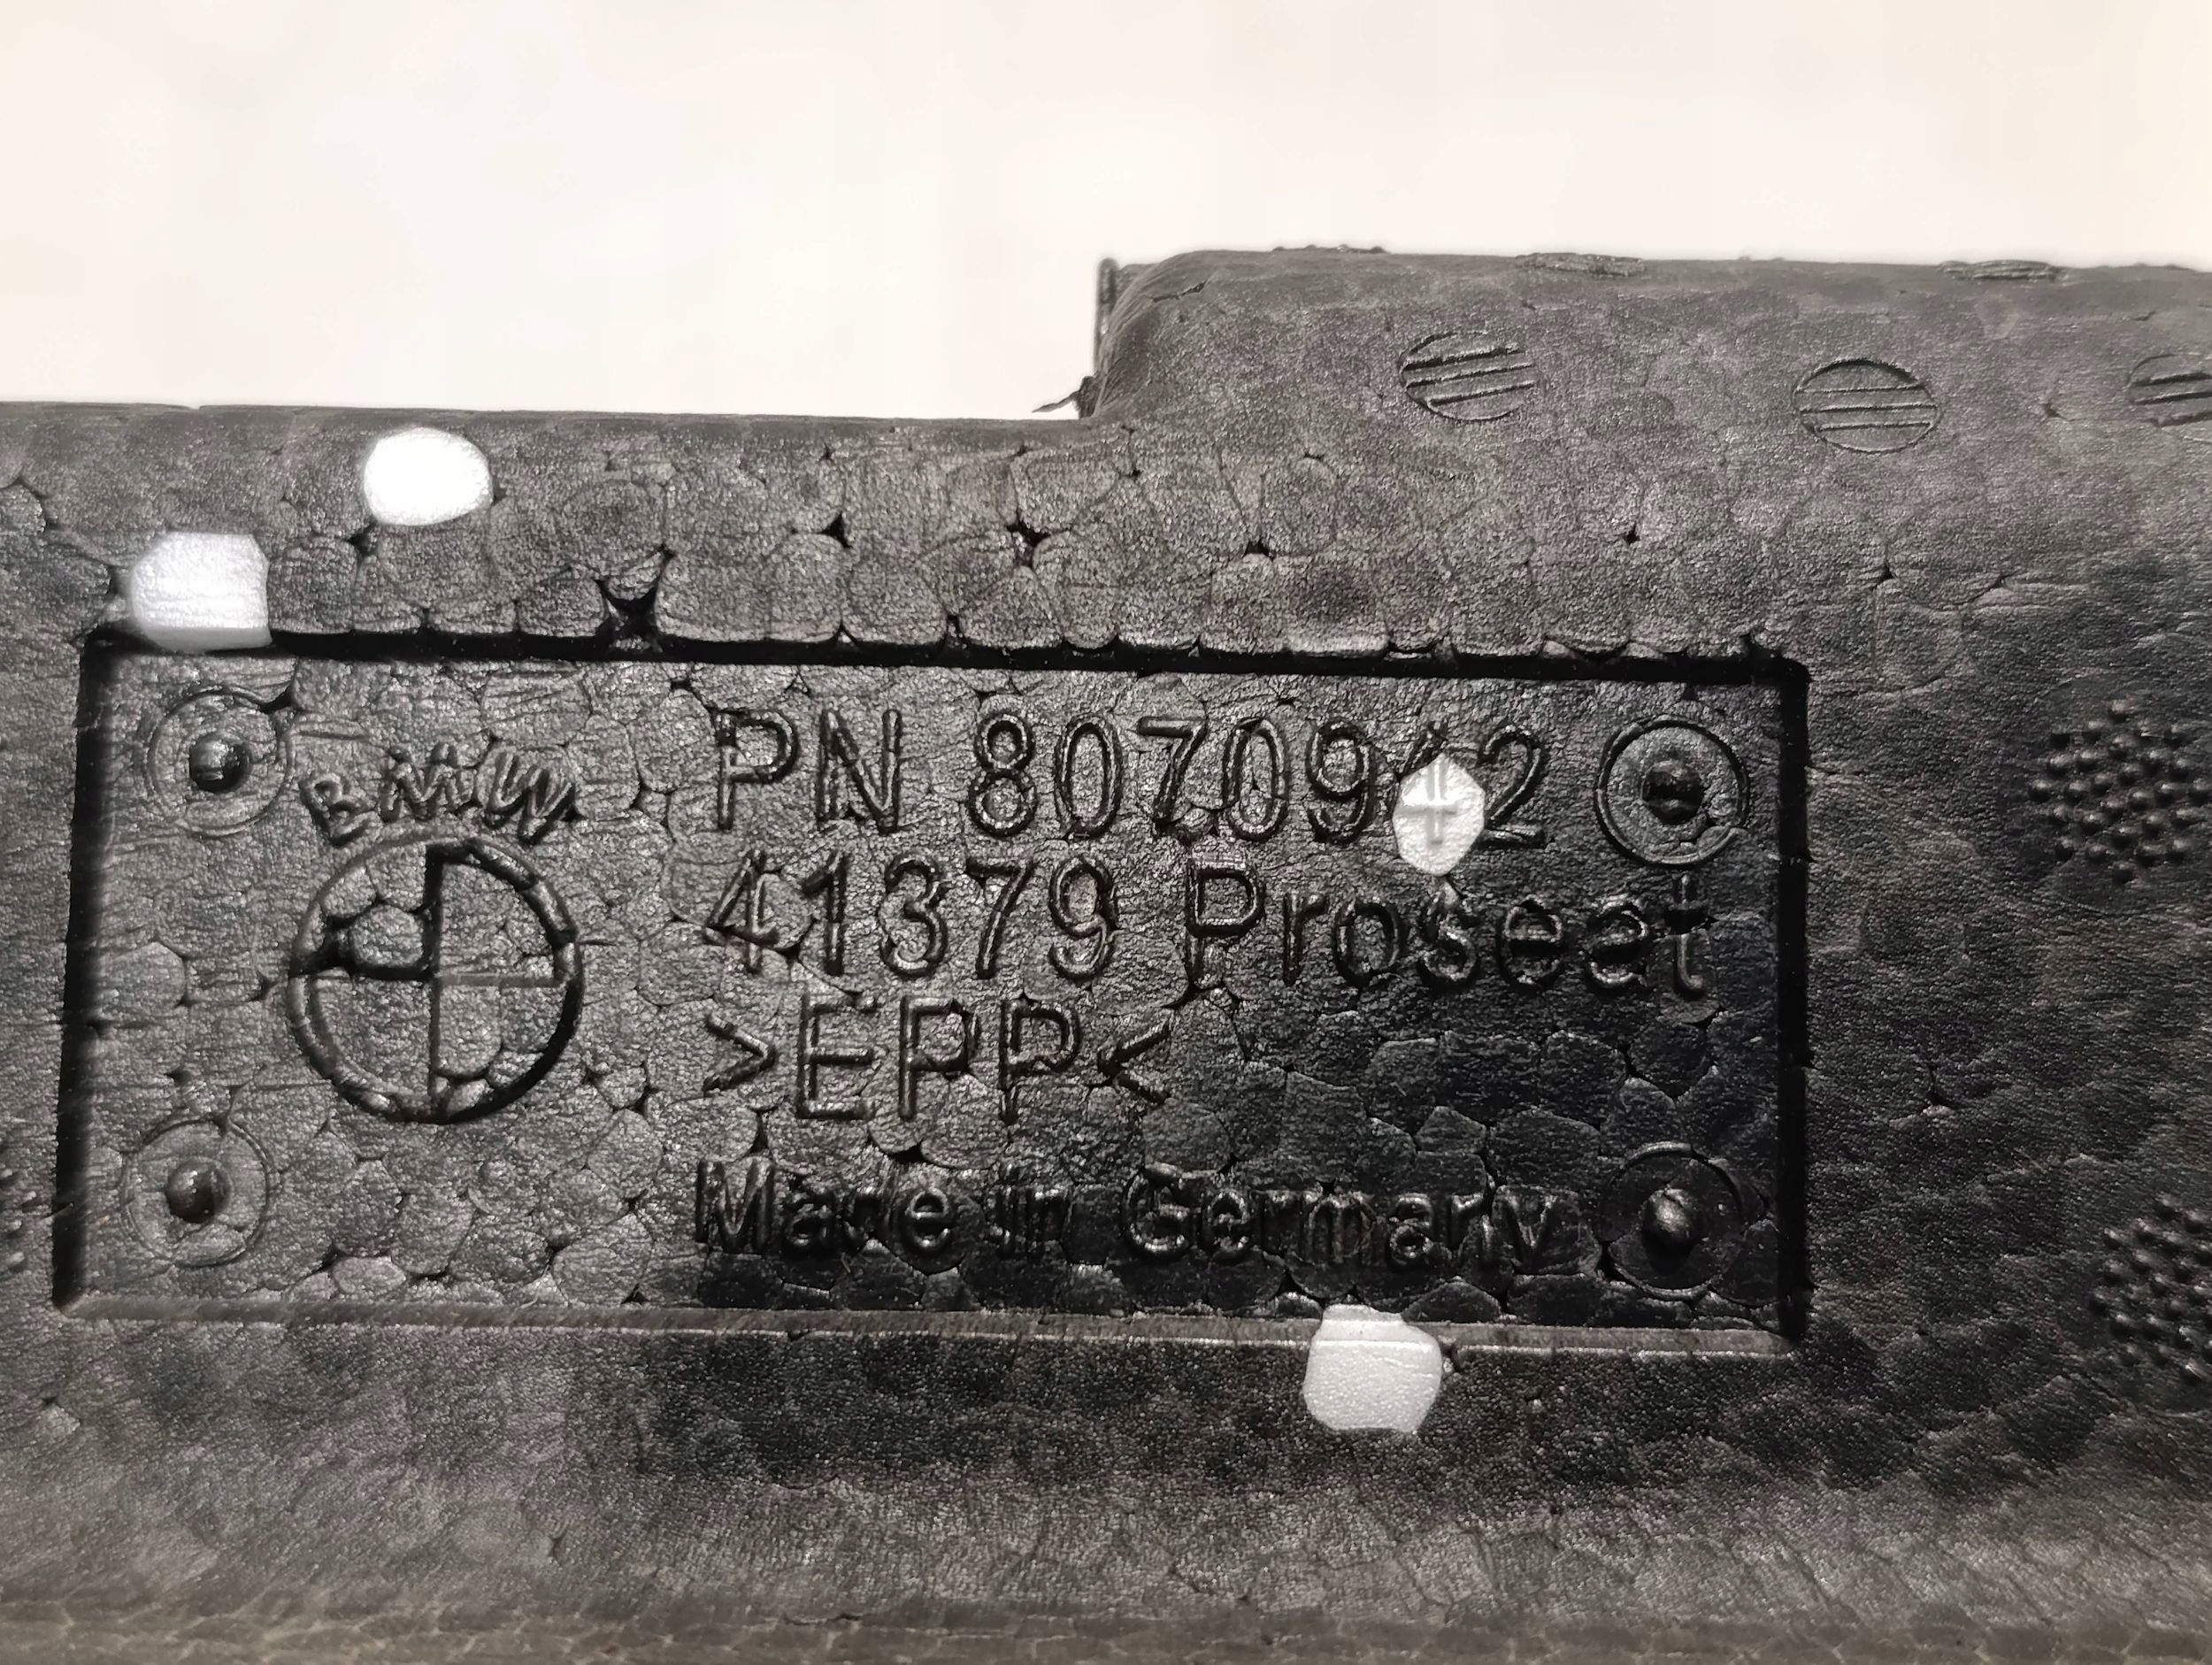 BMW
PN 8070942
41379 Proseat
>EPP<
Made in Germany